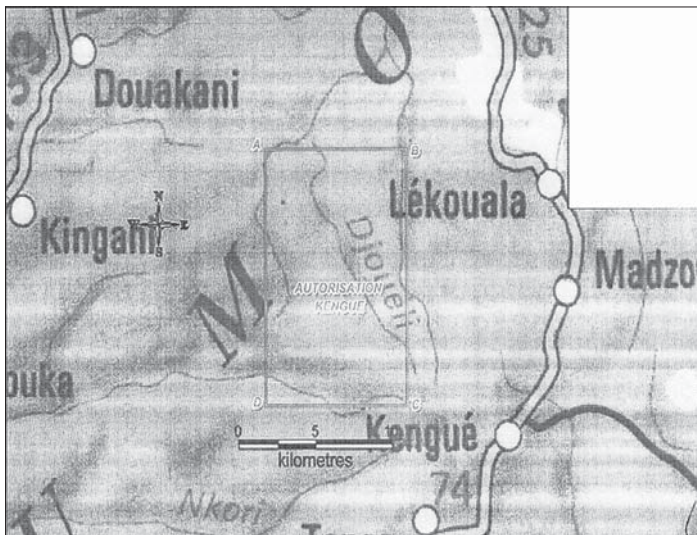 25
Douakani
A
B
Lékouala
Kingani
N
W E
S
Djoueli
Madzo
M
AUTORISATION
KENGUE
ouka
D
C
0 5
kilometres
Kengué
74
Nkori